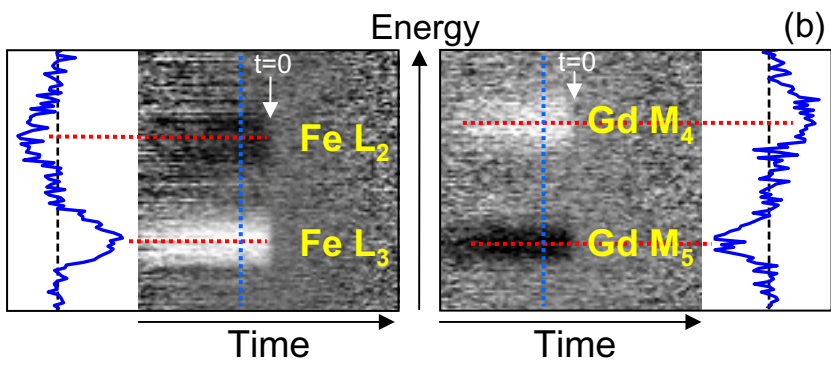 Energy
(b)
t=0
t=0
Fe L₂
Gd M₄
Fe L₃
Gd M₅
Time
Time